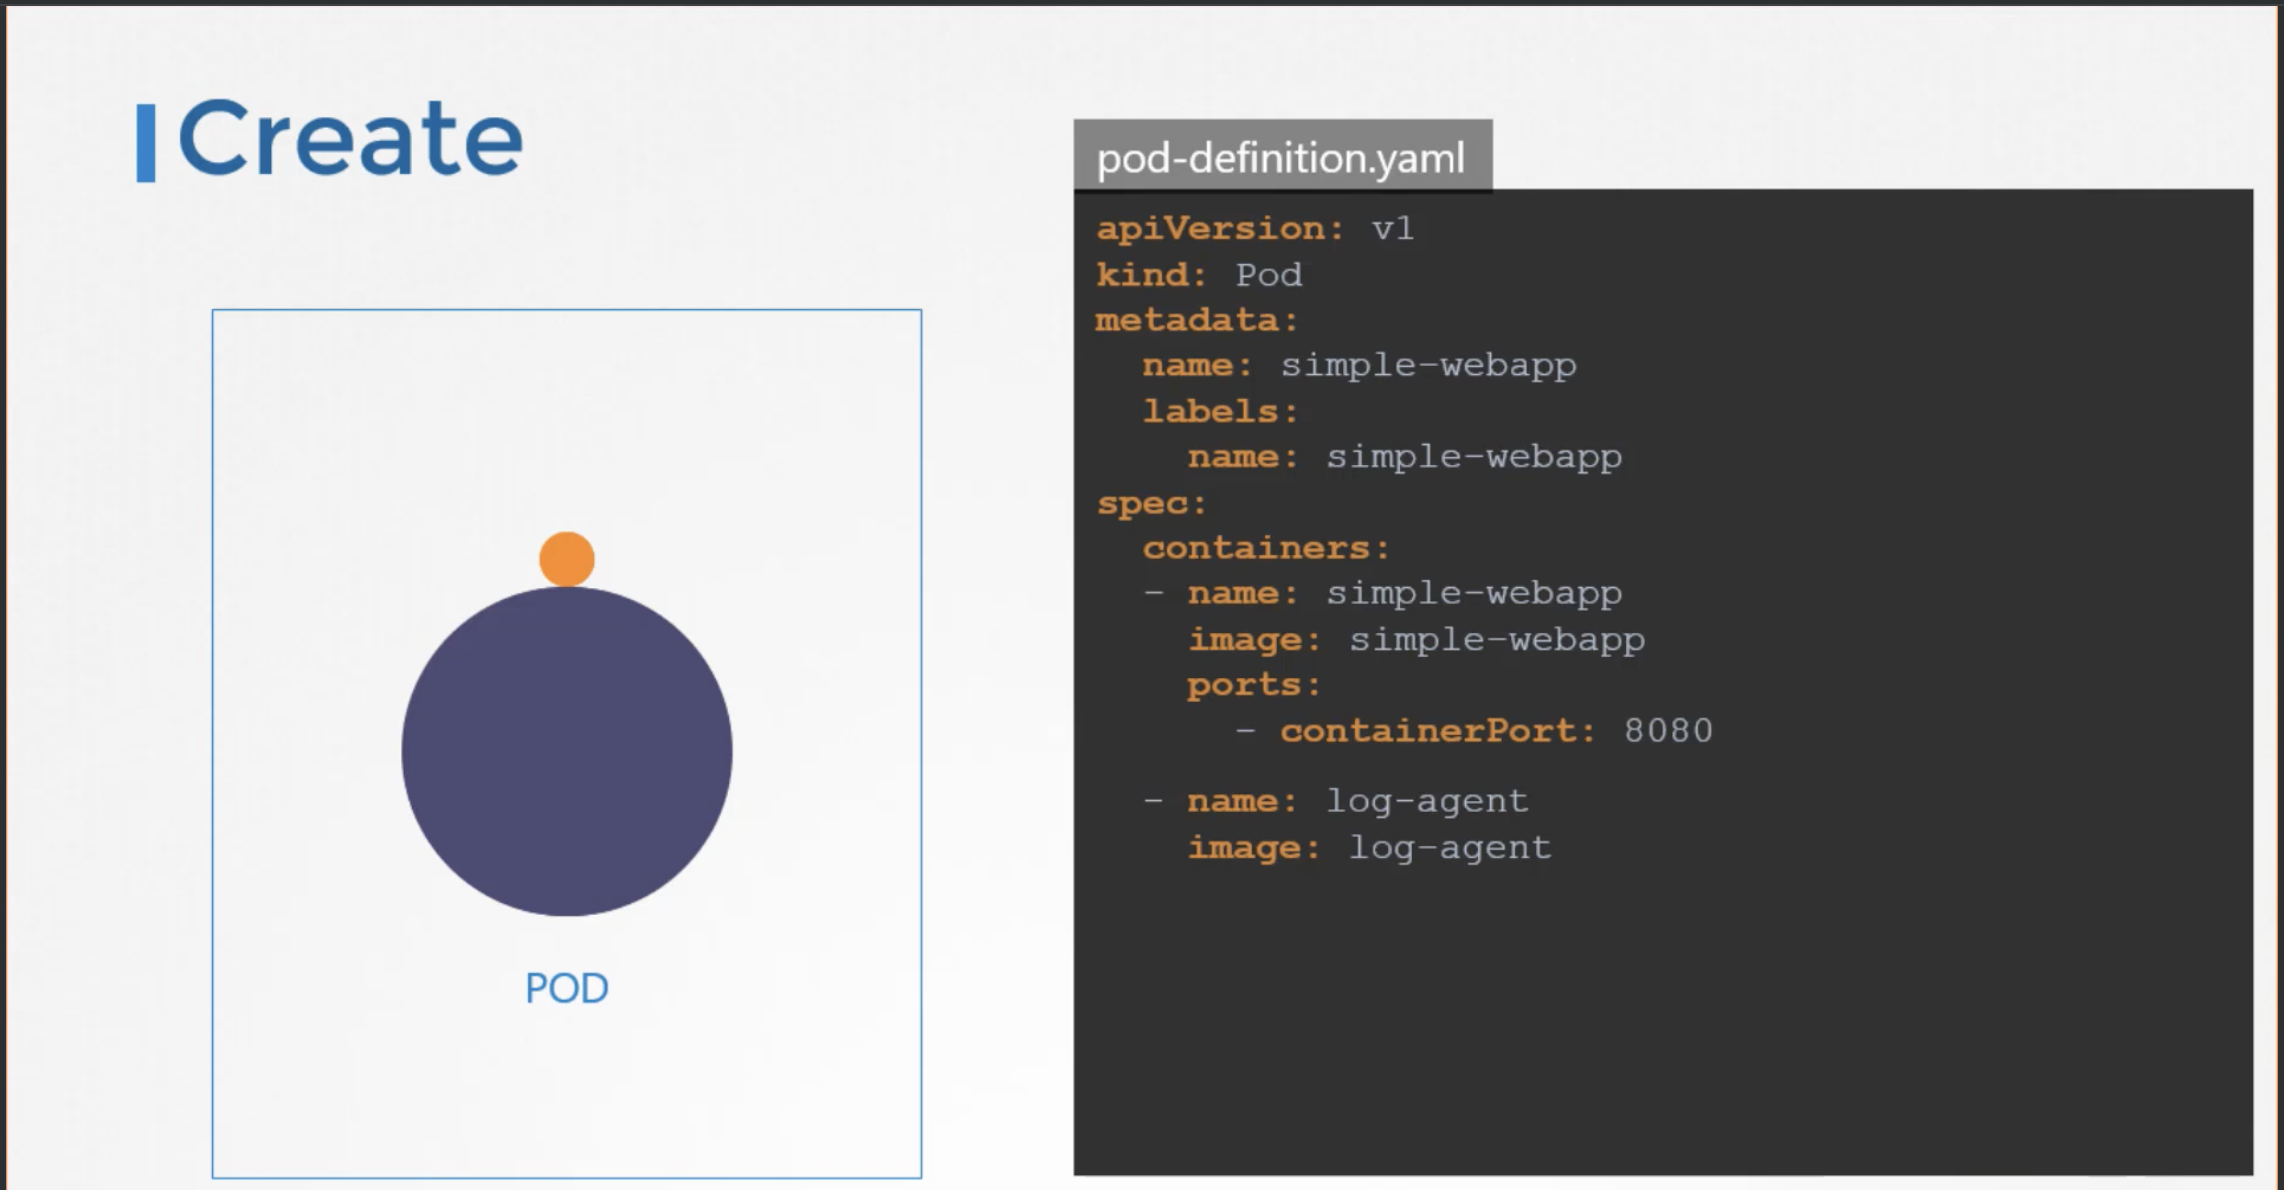 Create
POD
pod-definition.yaml
apiVersion: v1
kind: Pod
metadata:
  name: simple-webapp
  labels:
    name: simple-webapp
spec:
  containers:
  - name: simple-webapp
    image: simple-webapp
    ports:
      - containerPort: 8080
  - name: log-agent
    image: log-agent